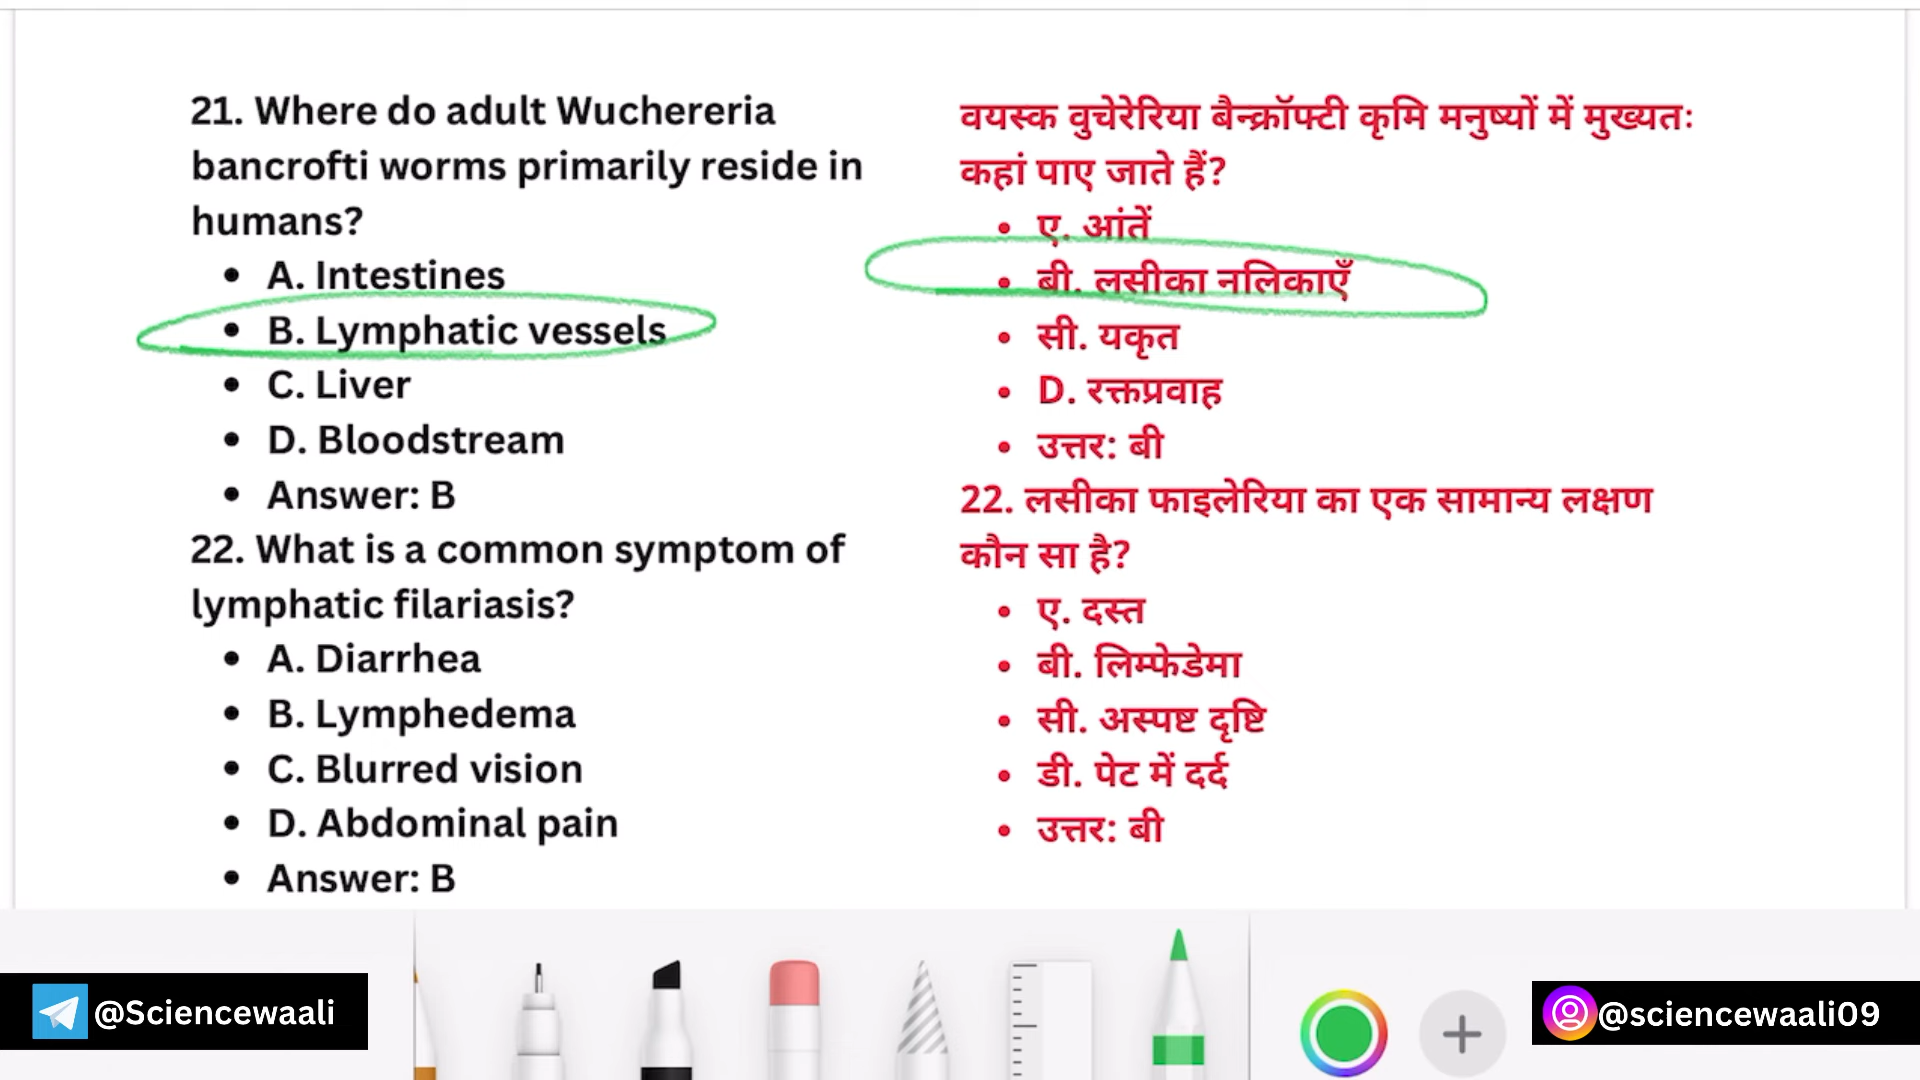 21. Where do adult Wuchereria
bancrofti worms primarily reside in
humans?
• A. Intestines
• B. Lymphatic vessels
• C. Liver
• D. Bloodstream
• Answer: B
22. What is a common symptom of
lymphatic filariasis?
• A. Diarrhea
• B. Lymphedema
• C. Blurred vision
• D. Abdominal pain
• Answer: B
वयस्क वुचेरेरिया बैन्क्रॉफ्टी कृमि मनुष्यों में मुख्यतः
कहां पाए जाते हैं?
• ए. आंतें
• बी. लसीका नलिकाएँ
• सी. यकृत
• D. रक्तप्रवाह
• उत्तर: बी
22. लसीका फाइलेरिया का एक सामान्य लक्षण
कौन सा है?
• ए. दस्त
• बी. लिम्फेडेमा
• सी. अस्पष्ट दृष्टि
• डी. पेट में दर्द
• उत्तर: बी
@Sciencewaali
@sciencewaali09